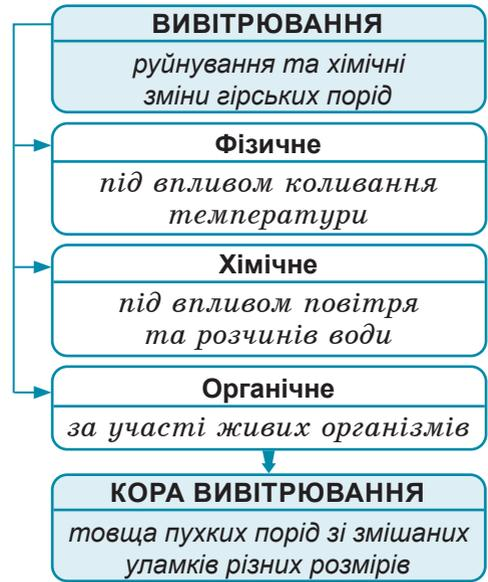 ВИВІТРЮВАННЯ
руйнування та хімічні
зміни гірських порід
Фізичне
під впливом коливання
температури
Хімічне
під впливом повітря
та розчинів води
Органічне
за участі живих організмів
КОРА ВИВІТРЮВАННЯ
товща пухких порід зі змішаних
уламків різних розмірів